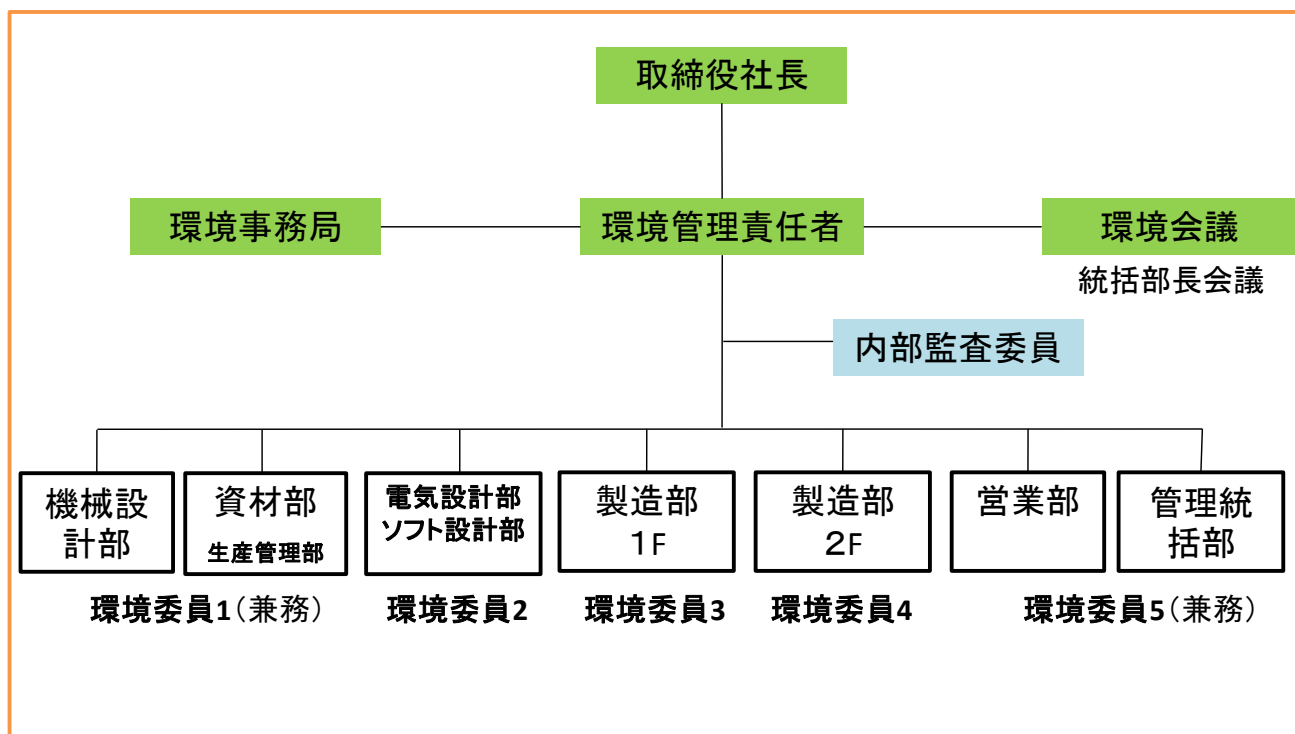 取締役社長
環境事務局
環境管理責任者
環境会議
統括部長会議
内部監査委員
機械設
計部
資材部
生産管理部
電気設計部
ソフト設計部
製造部
1F
製造部
2F
営業部
管理統
括部
環境委員1（兼務）
環境委員2
環境委員3
環境委員4
環境委員5（兼務）